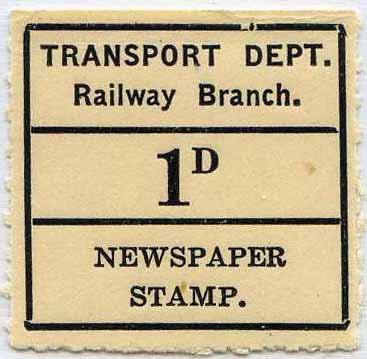 TRANSPORT DEPT.
Railway Branch.
1D
NEWSPAPER
STAMP.